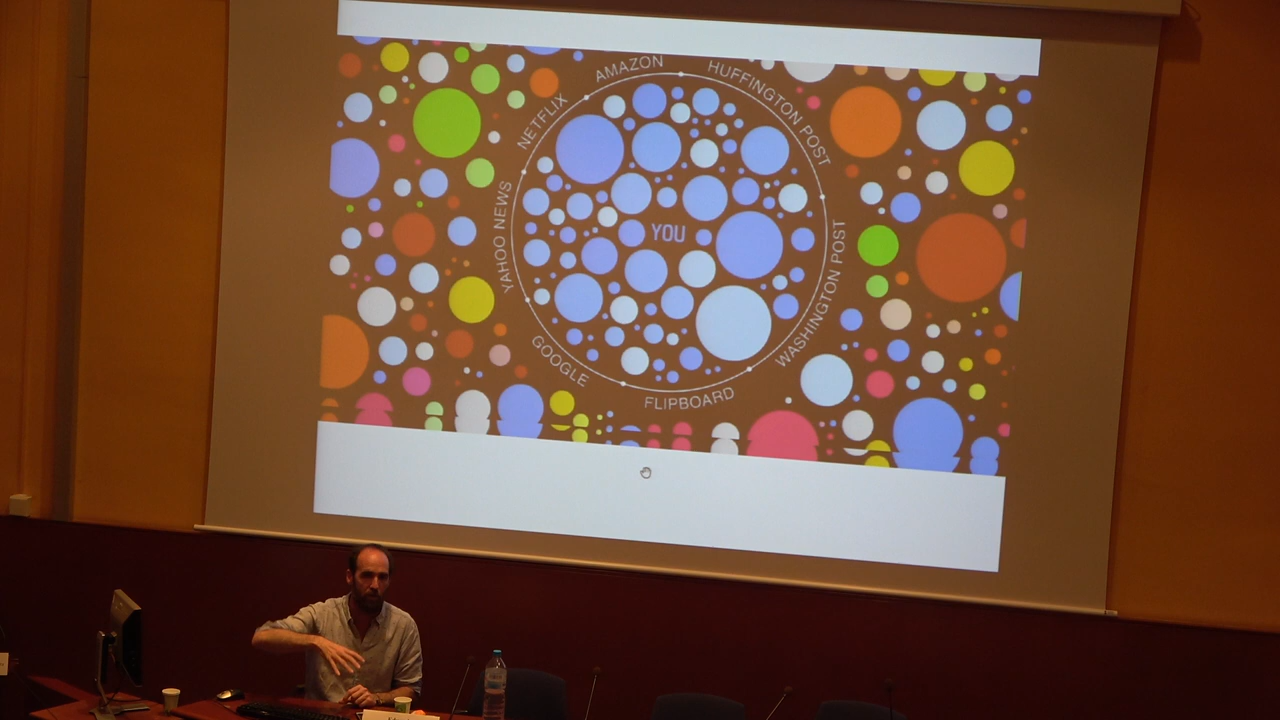 AMAZON
HUFFINGTON POST
NETFLIX
YAHOO NEWS
YOU
WASHINGTON POST
GOOGLE
FLIPBOARD